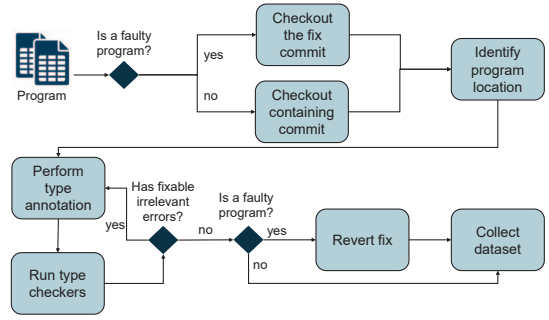 Is a faulty
program?
Program
yes
no
Checkout
the fix
commit
Checkout
containing
commit
Identify
program
location
Perform
type
annotation
Run type
checkers
Has fixable
irrelevant
errors?
yes
no
Is a faulty
program?
yes
no
Revert fix
Collect
dataset